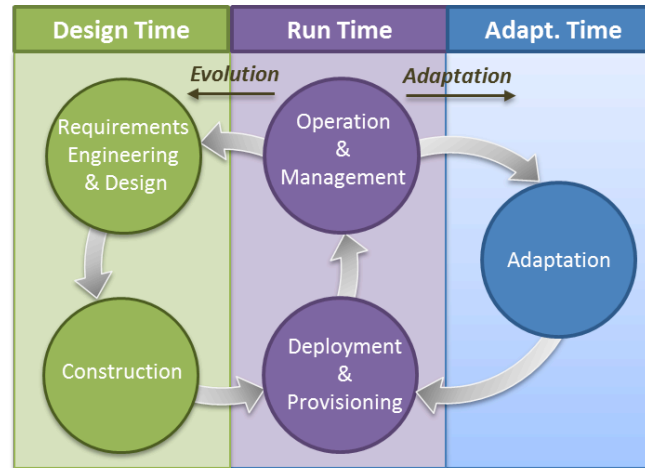 Design Time
Run Time
Adapt. Time
Evolution
Adaptation
Requirements
Engineering
& Design
Operation
&
Management
Adaptation
Construction
Deployment
&
Provisioning